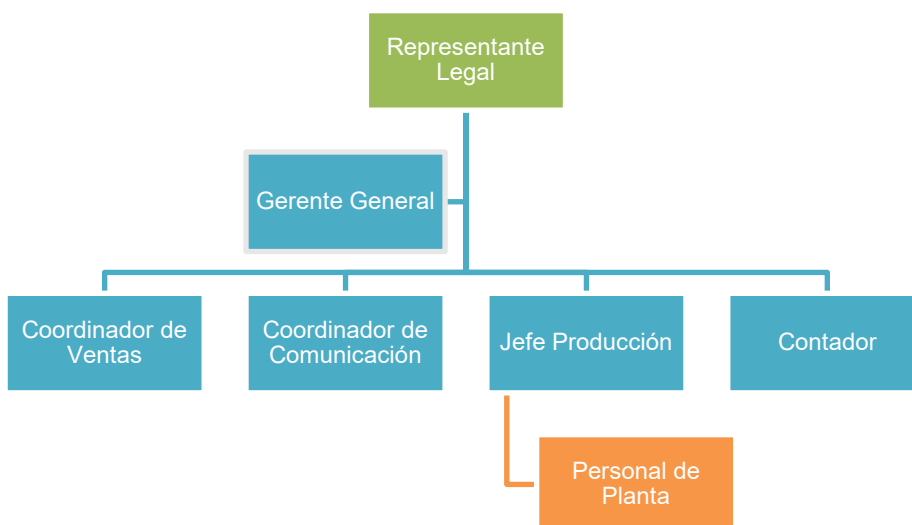 Representante
Legal
Gerente General
Coordinador de
Ventas
Coordinador de
Comunicación
Jefe Producción
Contador
Personal de
Planta